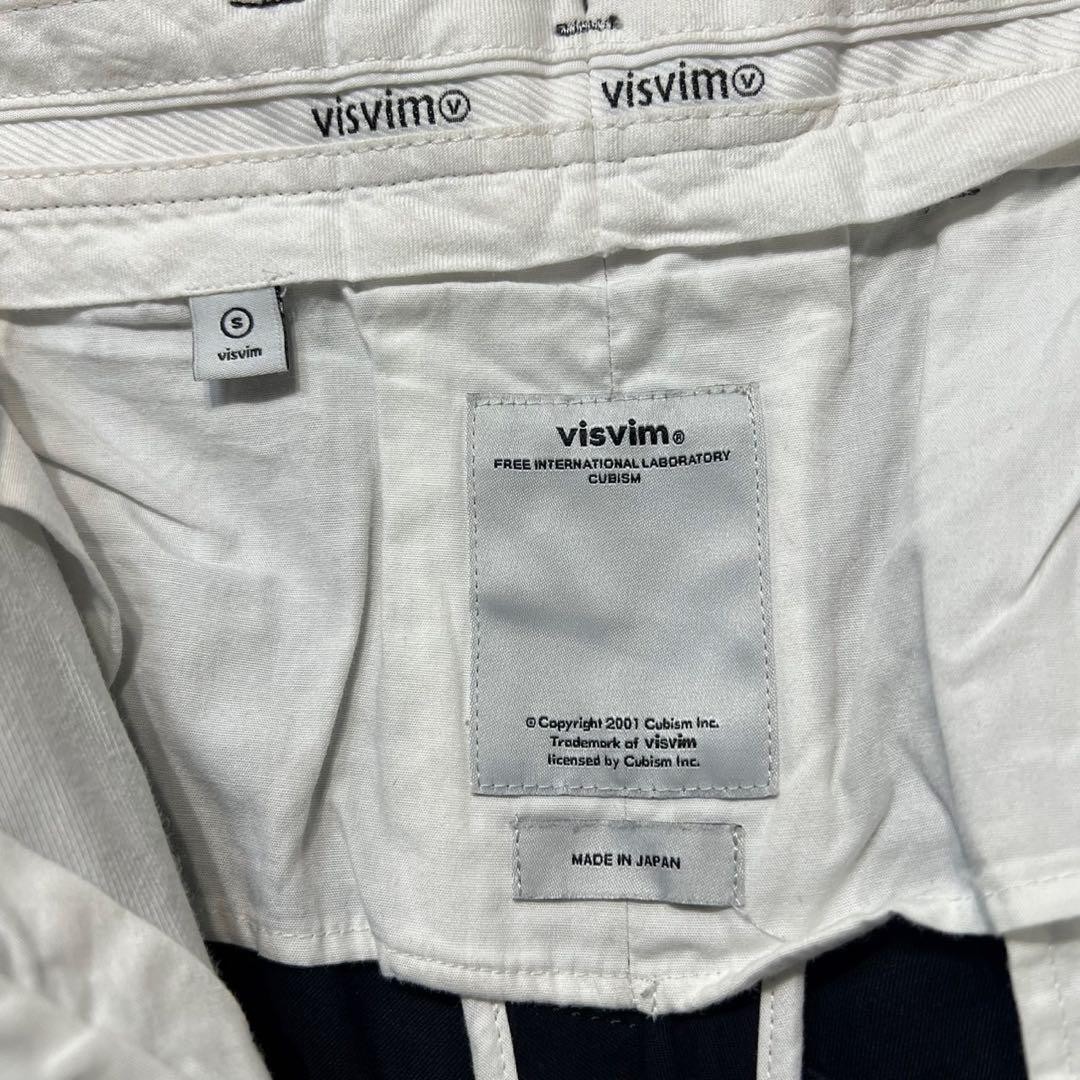 visvim ⓥ visvim ⓥ
S
visvim
visvim®
FREE INTERNATIONAL LABORATORY
CUBISM
© Copyright 2001 Cubism Inc.
Trademark of visvim
licensed by Cubism Inc.
MADE IN JAPAN